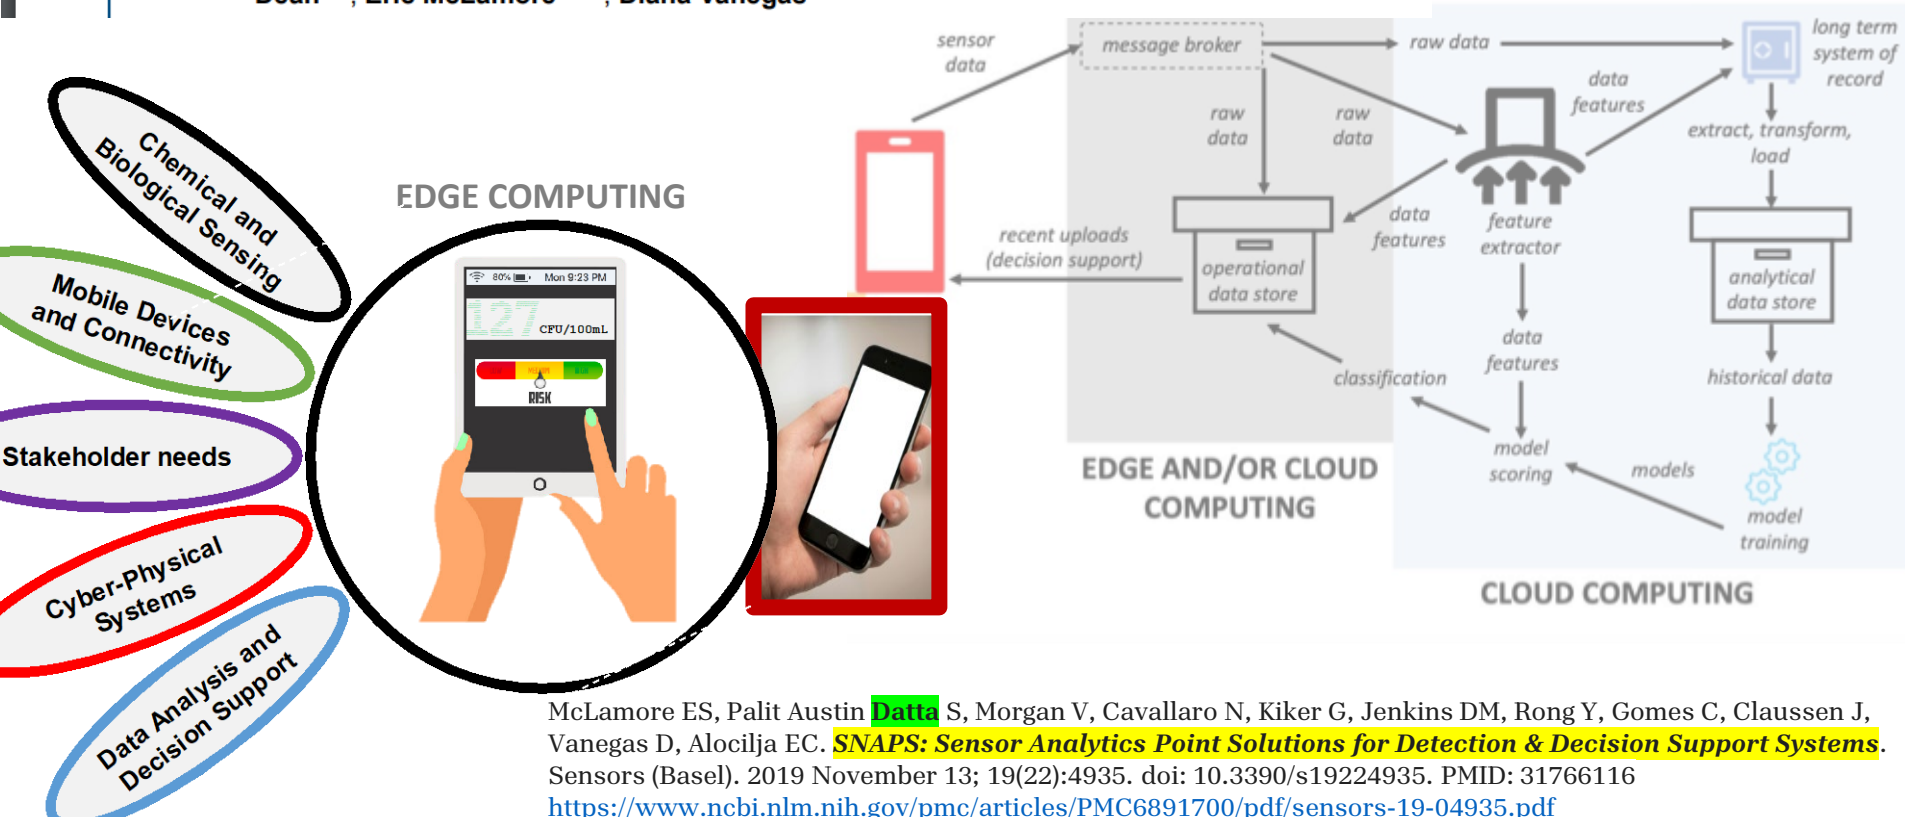 Dean , Eric McLamore , Diana Vanegas
Chemical and
Biological Sensing
Mobile Devices
and Connectivity
Stakeholder needs
Cyber-Physical
Systems
Data Analysis and
Decision Support
EDGE COMPUTING
80% Mon 9:23 PM
127 CFU/100mL
RISK
sensor
data
message broker
raw data
long term
system of
record
raw
data
raw
data
data
features
extract, transform,
load
recent uploads
(decision support)
operational
data store
data
features
feature
extractor
analytical
data store
data
features
classification
historical data
model
scoring
models
model
training
EDGE AND/OR CLOUD
COMPUTING
CLOUD COMPUTING
McLamore ES, Palit Austin Datta S, Morgan V, Cavallaro N, Kiker G, Jenkins DM, Rong Y, Gomes C, Claussen J,
Vanegas D, Alocilja EC. SNAPS: Sensor Analytics Point Solutions for Detection & Decision Support Systems.
Sensors (Basel). 2019 November 13; 19(22):4935. doi: 10.3390/s19224935. PMID: 31766116
https://www.ncbi.nlm.nih.gov/pmc/articles/PMC6891700/pdf/sensors-19-04935.pdf